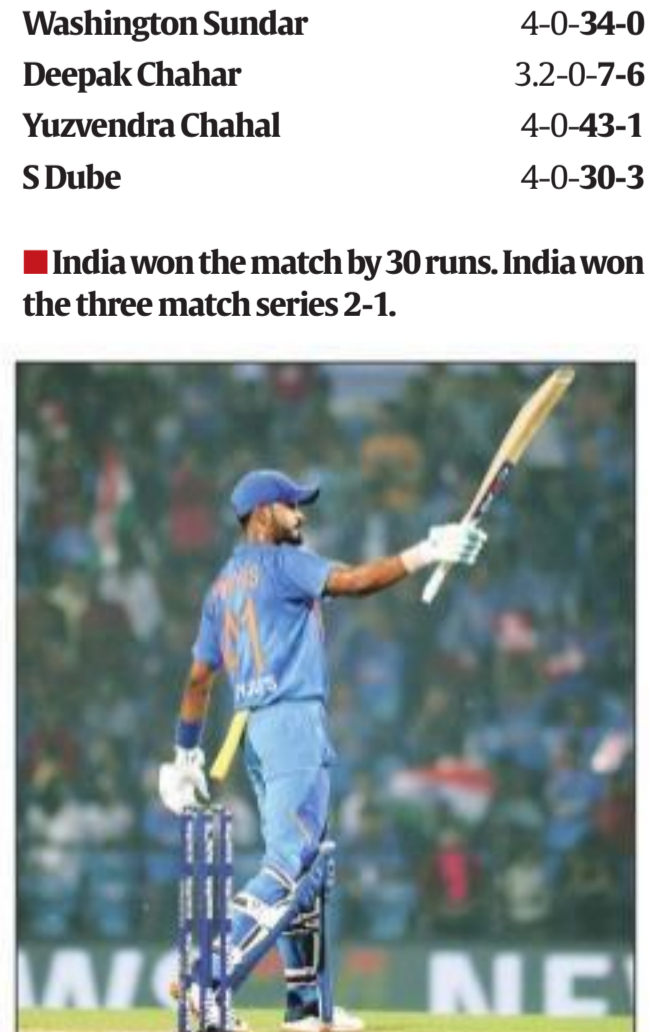 Washington Sundar 4-0-34-0
Deepak Chahar 3.2-0-7-6
Yuzvendra Chahal 4-0-43-1
S Dube 4-0-30-3
■ India won the match by 30 runs. India won
the three match series 2-1.
41